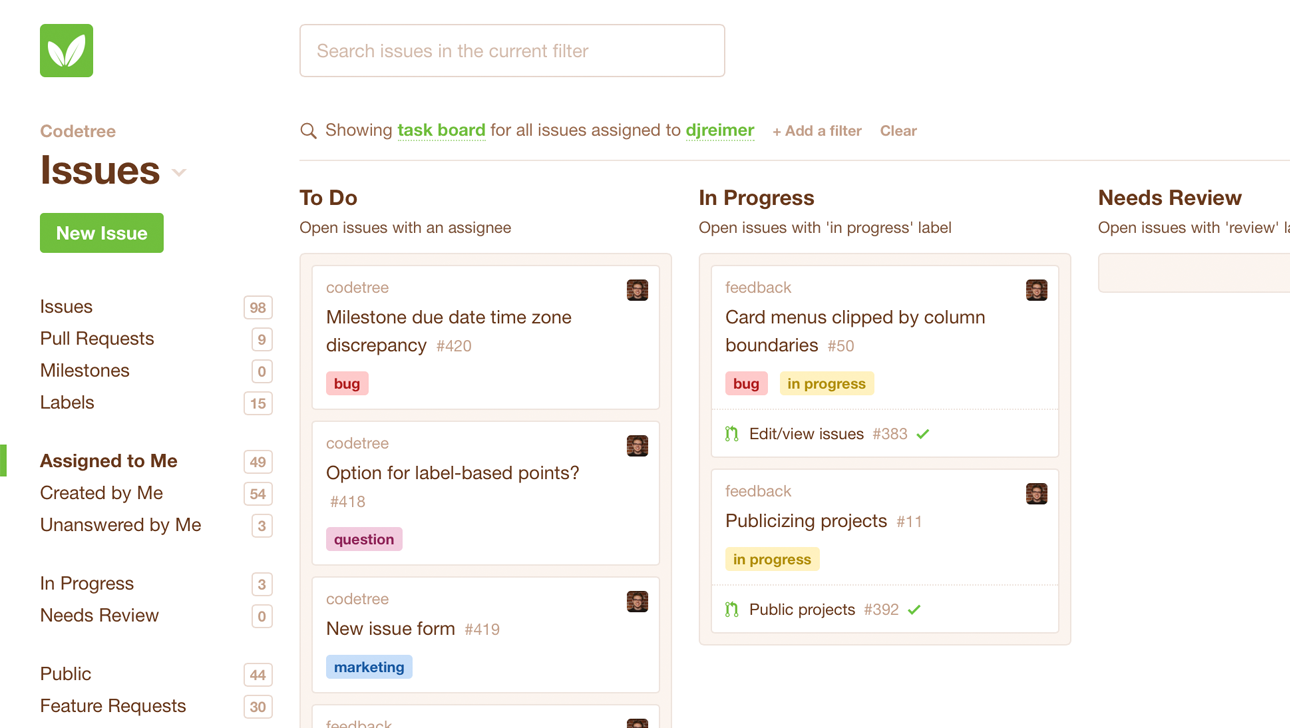 Search issues in the current filter
Codetree
Issues
New Issue
Issues 98
Pull Requests 9
Milestones 0
Labels 15
Assigned to Me 49
Created by Me 54
Unanswered by Me 3
In Progress 3
Needs Review 0
Public 44
Feature Requests 30
Showing task board for all issues assigned to djreimer + Add a filter Clear
To Do
Open issues with an assignee
codetree
Milestone due date time zone
discrepancy #420
bug
codetree
Option for label-based points?
#418
question
codetree
New issue form #419
marketing
feedback
In Progress
Open issues with 'in progress' label
feedback
Card menus clipped by column
boundaries #50
bug in progress
Edit/view issues #383
feedback
Publicizing projects #11
in progress
Public projects #392
Needs Review
Open issues with 'review'